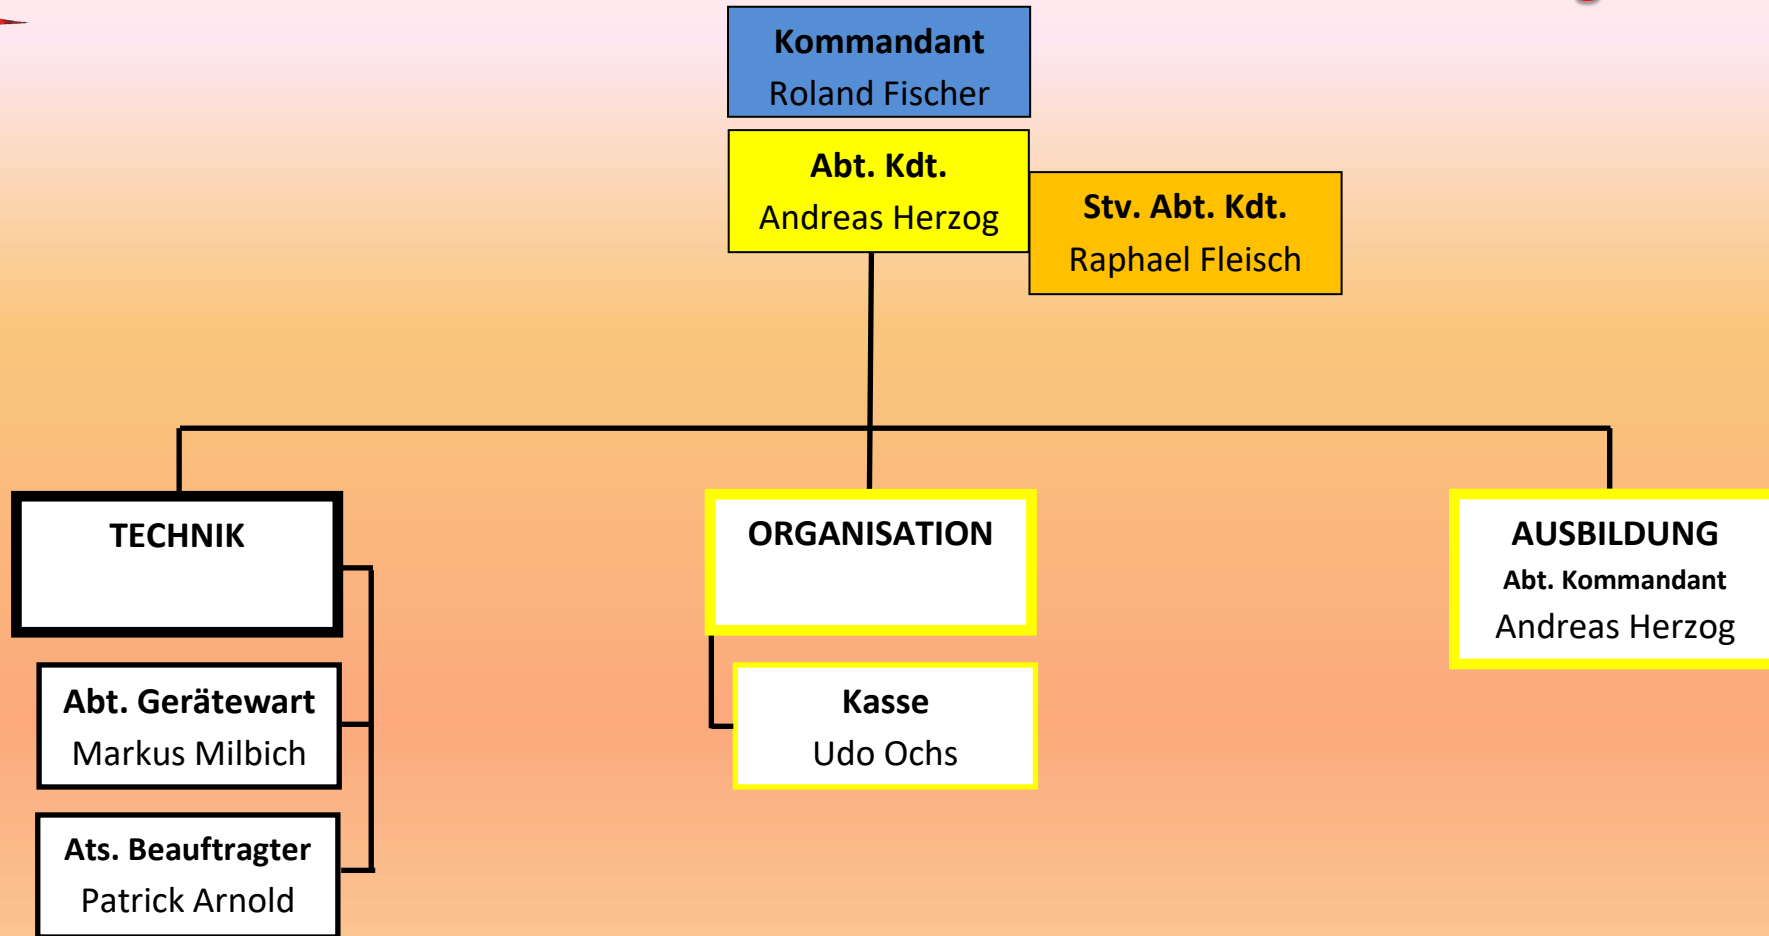 Kommandant
Roland Fischer
Abt. Kdt.
Andreas Herzog
Stv. Abt. Kdt.
Raphael Fleisch
TECHNIK
Abt. Gerätewart
Markus Milbich
Ats. Beauftragter
Patrick Arnold
ORGANISATION
Kasse
Udo Ochs
AUSBILDUNG
Abt. Kommandant
Andreas Herzog